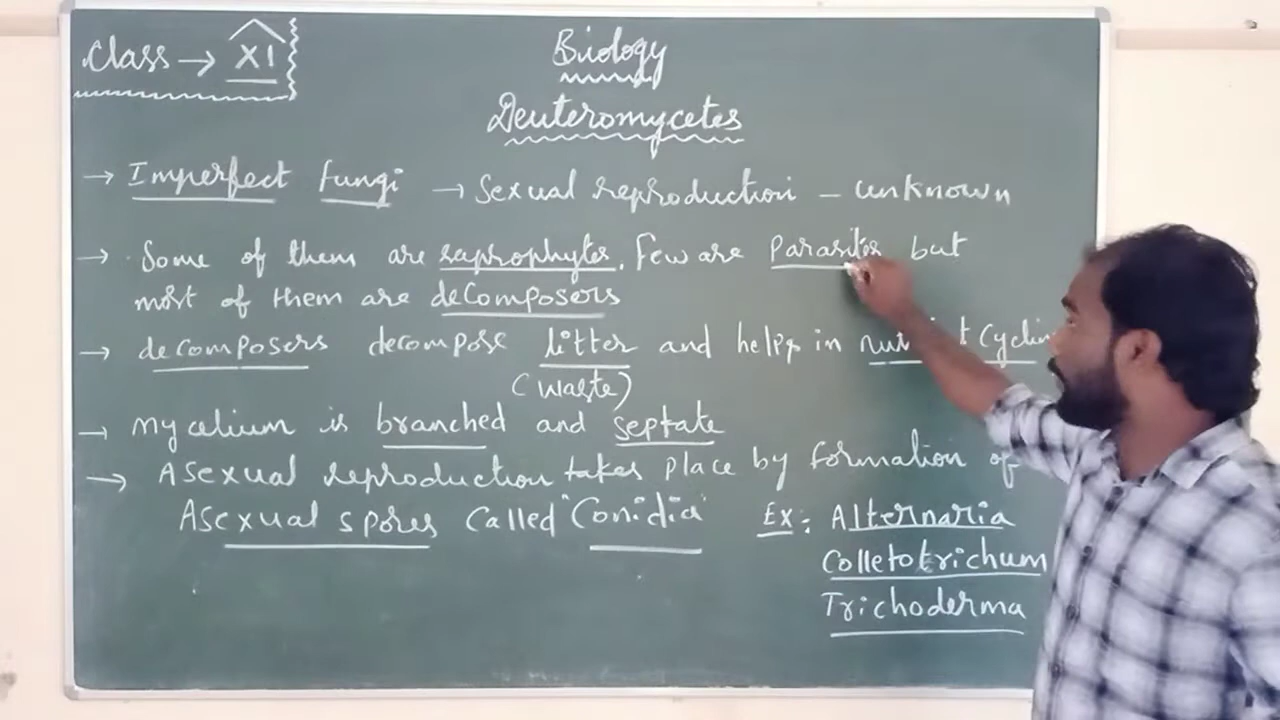 Class → XI
Biology
Deuteromycetes
→ Imperfect fungi → Sexual reproduction - unknown
→ Some of them are saprophytes. Few are Parasites but
most of them are decomposers
→ decomposers decompose litter and help in
(waste)
→ mycelium is branched and septate
→ Asexual reproduction takes place by formation of
Asexual spores called "Conidia" Ex: Alternaria
Colletotrichum
Trichoderma